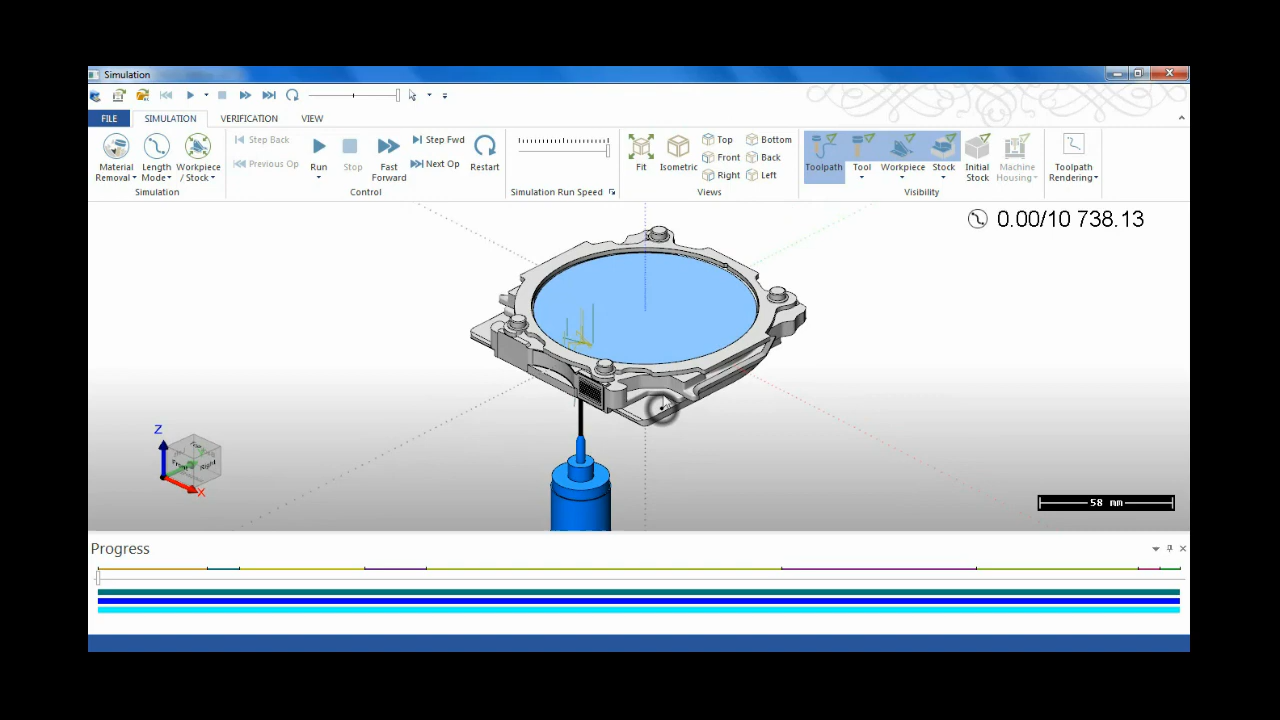 Simulation
FILE SIMULATION VERIFICATION VIEW
Material Removal
Length Mode
Workpiece / Stock
Simulation
Step Back
Previous Op
Run
Stop
Fast Forward
Step Fwd
Next Op
Restart
Control
Simulation Run Speed
Fit
Isometric
Top
Front
Right
Bottom
Back
Left
Views
Toolpath
Tool
Workpiece
Stock
Initial Stock
Machine Housing
Visibility
Toolpath Rendering
0.00/10 738.13
Z
Front
Right
X
58 mm
Progress